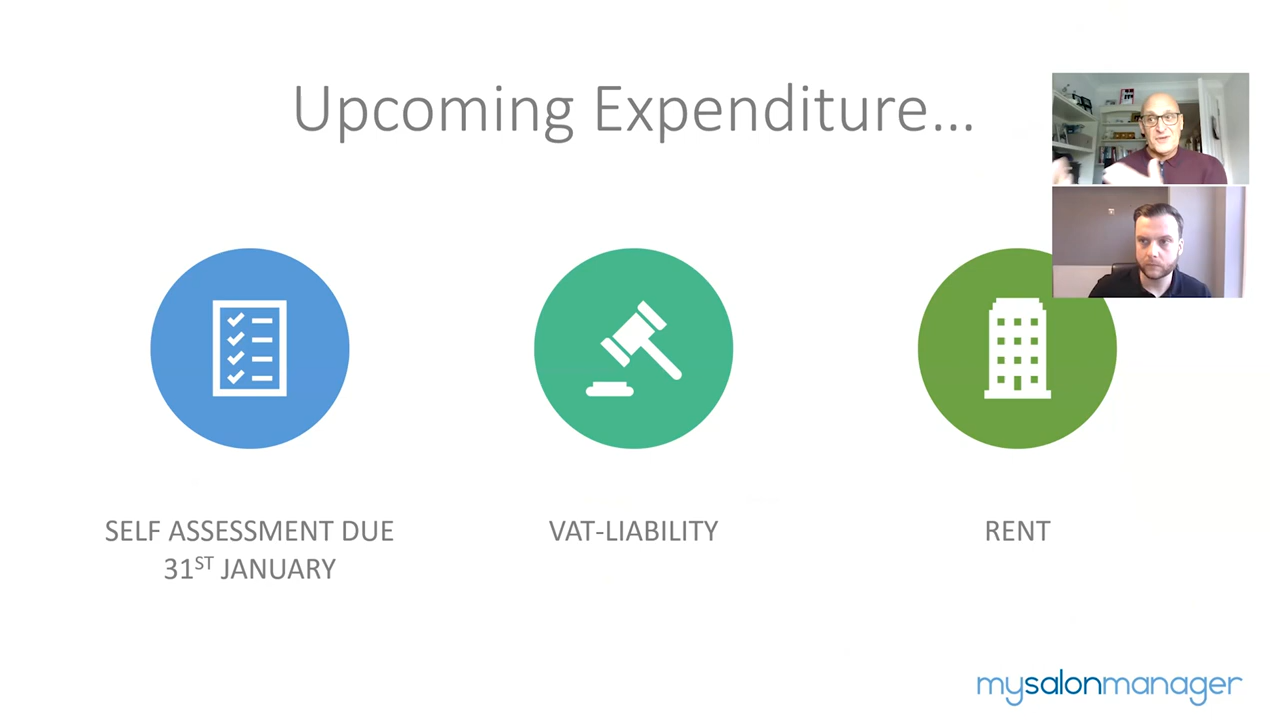 Upcoming Expenditure...
SELF ASSESSMENT DUE
31ST JANUARY
VAT-LIABILITY
RENT
mysalonmanager